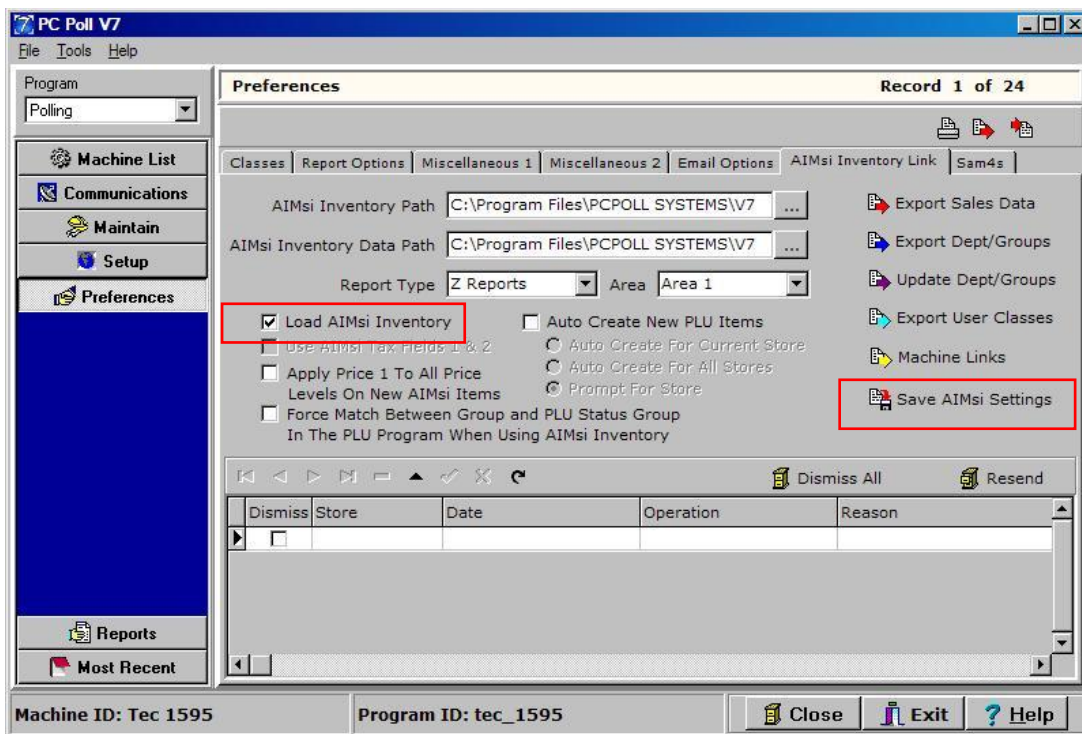 PC Poll V7
File Tools Help
Program
Polling
Machine List
Communications
Maintain
Setup
Preferences
Reports
Most Recent
Preferences
Record 1 of 24
Classes
Report Options
Miscellaneous 1
Miscellaneous 2
Email Options
AIMsi Inventory Link
Sam4s
AIMsi Inventory Path
C:\Program Files\PCPOLL SYSTEMS\V7
...
AIMsi Inventory Data Path
C:\Program Files\PCPOLL SYSTEMS\V7
...
Report Type
Z Reports
Area
Area 1
Load AIMsi Inventory
Use AIMsi Tax Fields 1 & 2
Apply Price 1 To All Price
Levels On New AIMsi Items
Force Match Between Group and PLU Status Group
In The PLU Program When Using AIMsi Inventory
Auto Create New PLU Items
Auto Create For Current Store
Auto Create For All Stores
Prompt For Store
Export Sales Data
Export Dept/Groups
Update Dept/Groups
Export User Classes
Machine Links
Save AIMsi Settings
Dismiss All
Resend
Dismiss
Store
Date
Operation
Reason
Machine ID: Tec 1595
Program ID: tec_1595
Close
Exit
Help